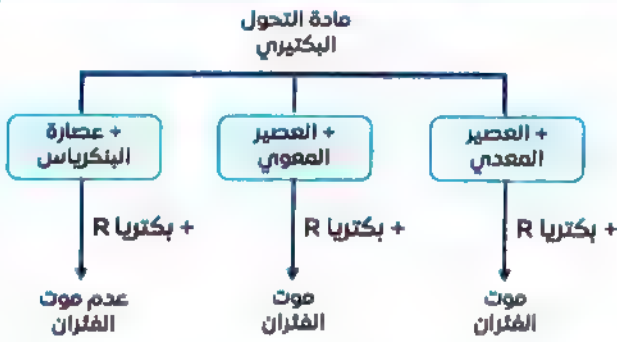 مادة التحول
البكتيري
+ العصير
المعدي
+ العصير
المعوي
+ عصارة
البنكرياس
+ بكتريا R
+ بكتريا R
+ بكتريا R
موت
الفئران
موت
الفئران
عدم موت
الفئران